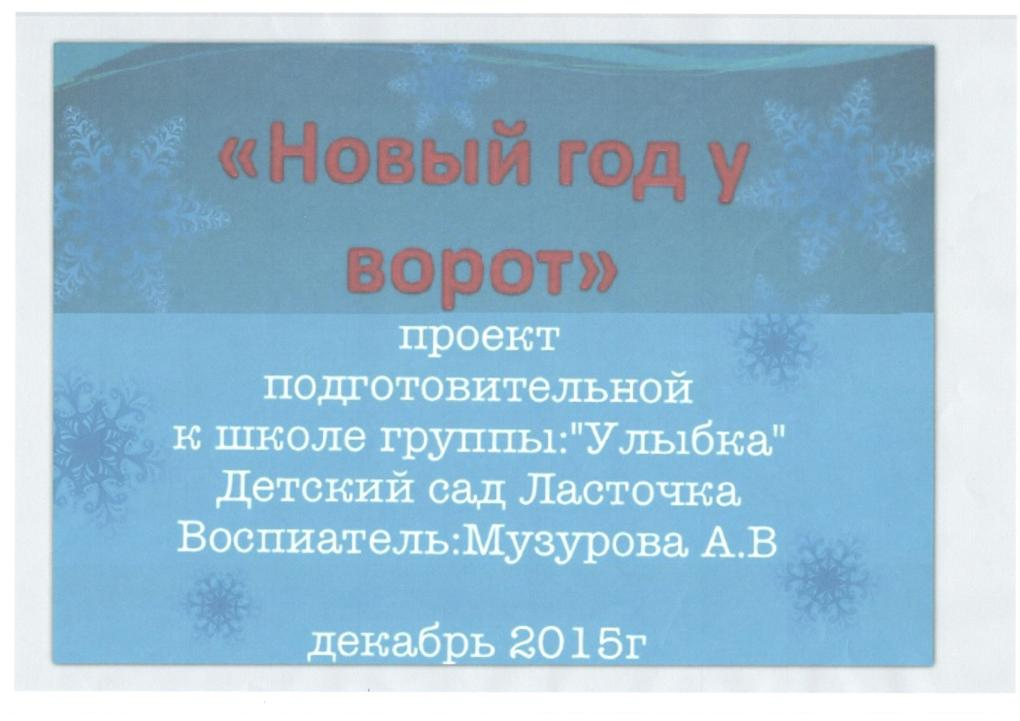 «Новый год у
ворот»
проект
подготовительной
к школе группы:"Улыбка"
Детский сад Ласточка
Воспиатель:Музурова А.В
декабрь 2015г